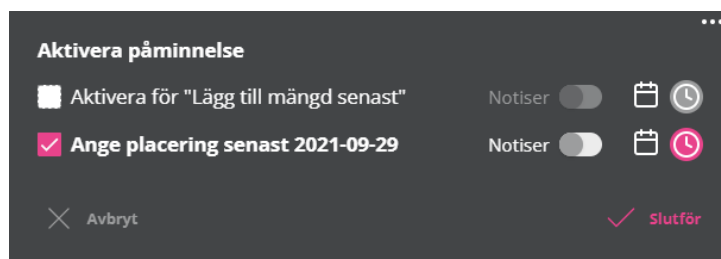 Aktivera påminnelse
Aktivera för "Lägg till mängd senast" Notiser
Ange placering senast 2021-09-29 Notiser
Avbryt Slutför